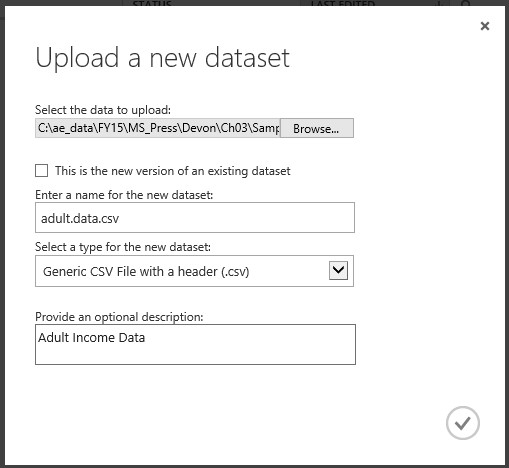 STATUS
LAST EDITED
×
Upload a new dataset
Select the data to upload:
C:\ae_data\FY15\MS_Press\Devon\Ch03\Samp Browse...
This is the new version of an existing dataset
Enter a name for the new dataset:
adult.data.csv
Select a type for the new dataset:
Generic CSV File with a header (.csv)
Provide an optional description:
Adult Income Data